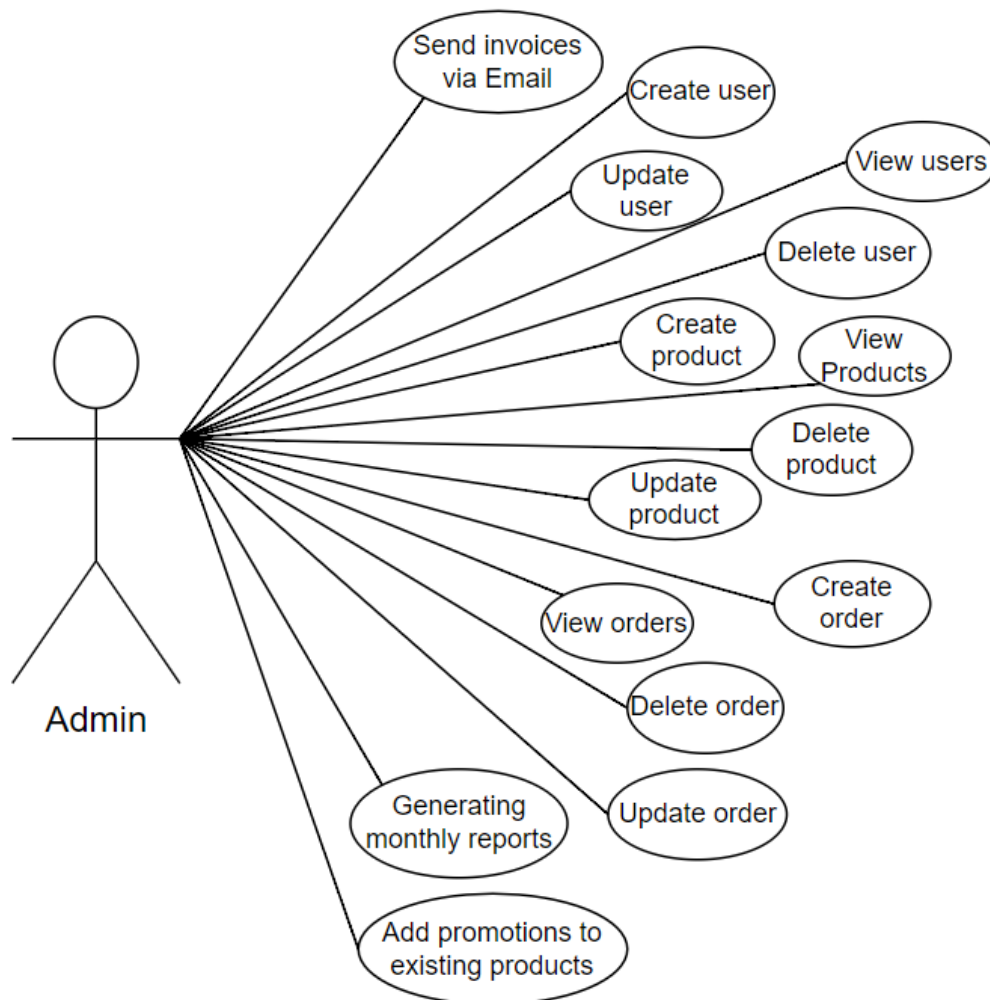 Send invoices
via Email
Create user
View users
Update
user
Delete user
Create
product
View
Products
Delete
product
Update
product
Create
order
View orders
Delete order
Admin
Generating
monthly reports
Update order
Add promotions to
existing products